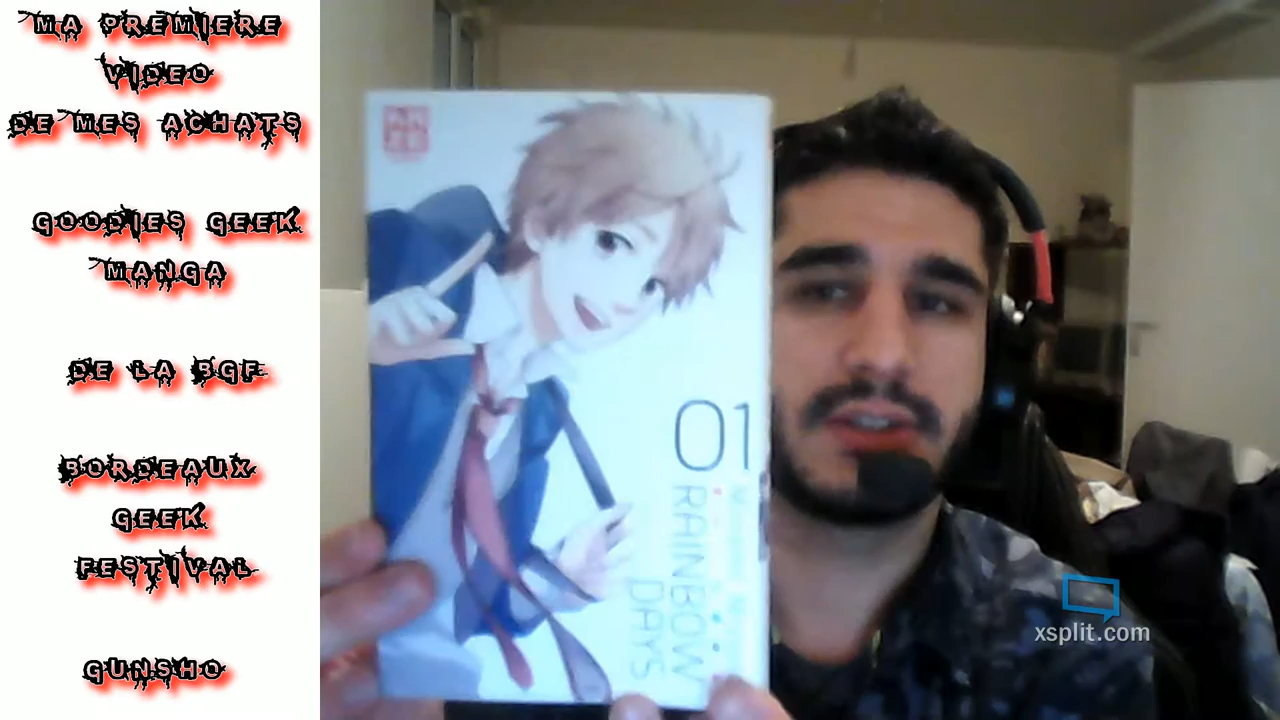 MA PREMIERE
VIDEO
DE MES ACHATS
GOODIES GEEK
MANGA
DE LA BGF
BORDEAUX
GEEK
FESTIVAL
GUNSHO
01
RAINBOW
DAYS
xsplit.com